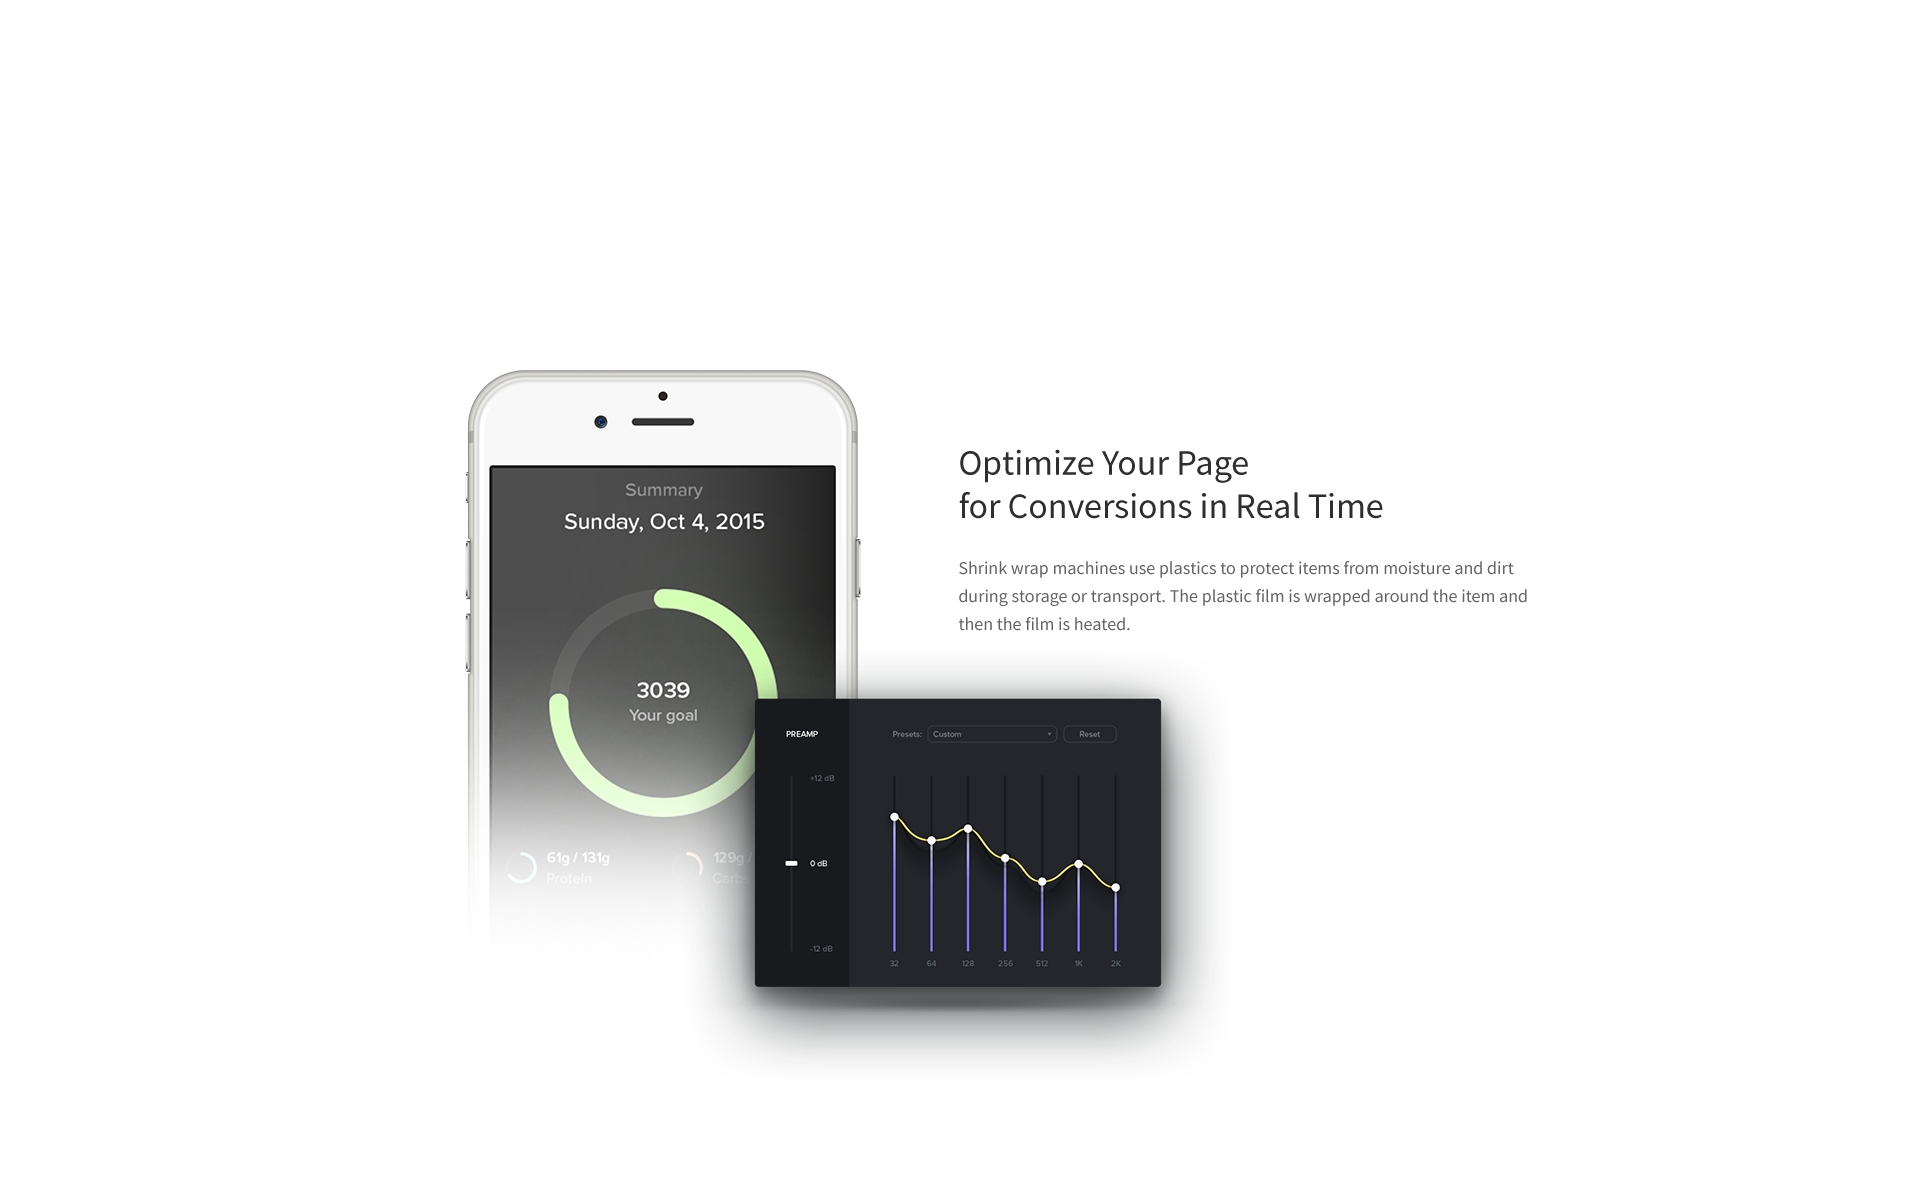 Summary
Sunday, Oct 4, 2015
3039
Your goal
61g / 131g
Protein
129g /
Carbs
Optimize Your Page
for Conversions in Real Time
Shrink wrap machines use plastics to protect items from moisture and dirt
during storage or transport. The plastic film is wrapped around the item and
then the film is heated.
PREAMP
+12 dB
0 dB
-12 dB
Presets: Custom Reset
32 64 128 256 512 1K 2K